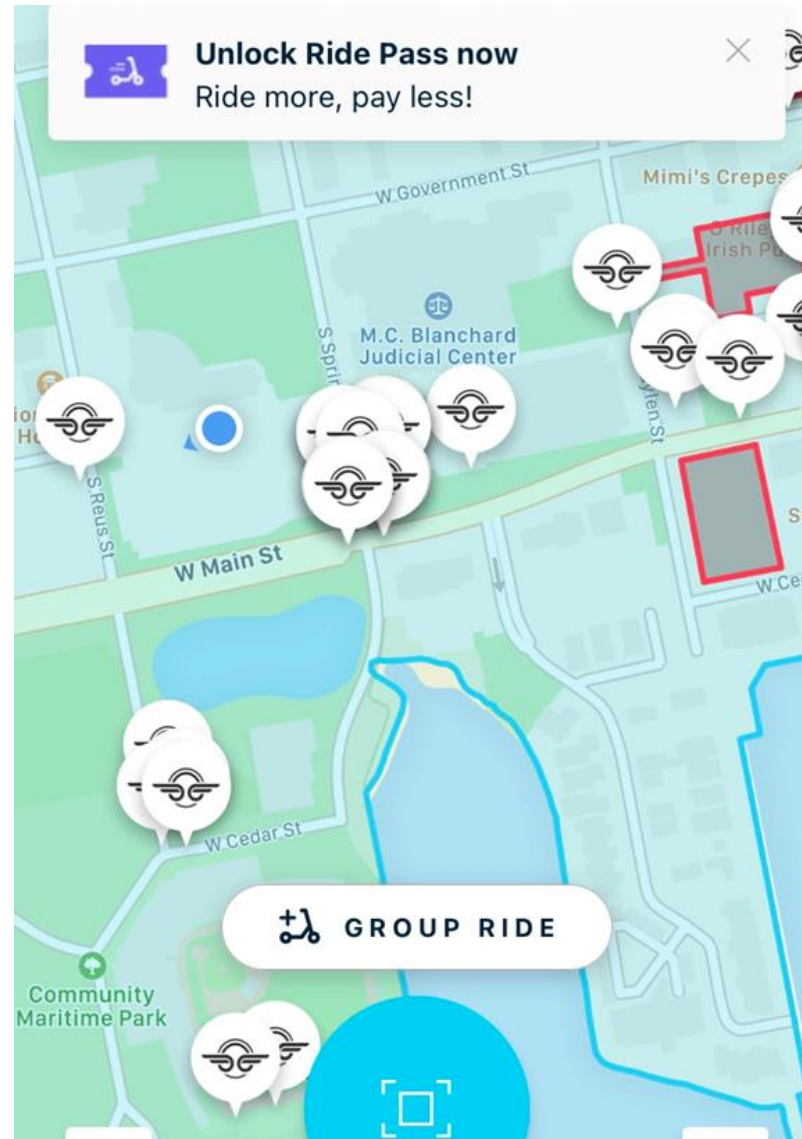 Unlock Ride Pass now
Ride more, pay less!
W Government St
Mimi's Crepes
Irish
M.C. Blanchard
Judicial Center
S
S Reus St
W Main St
S
W Cedar St
GROUP RIDE
Community
Maritime Park